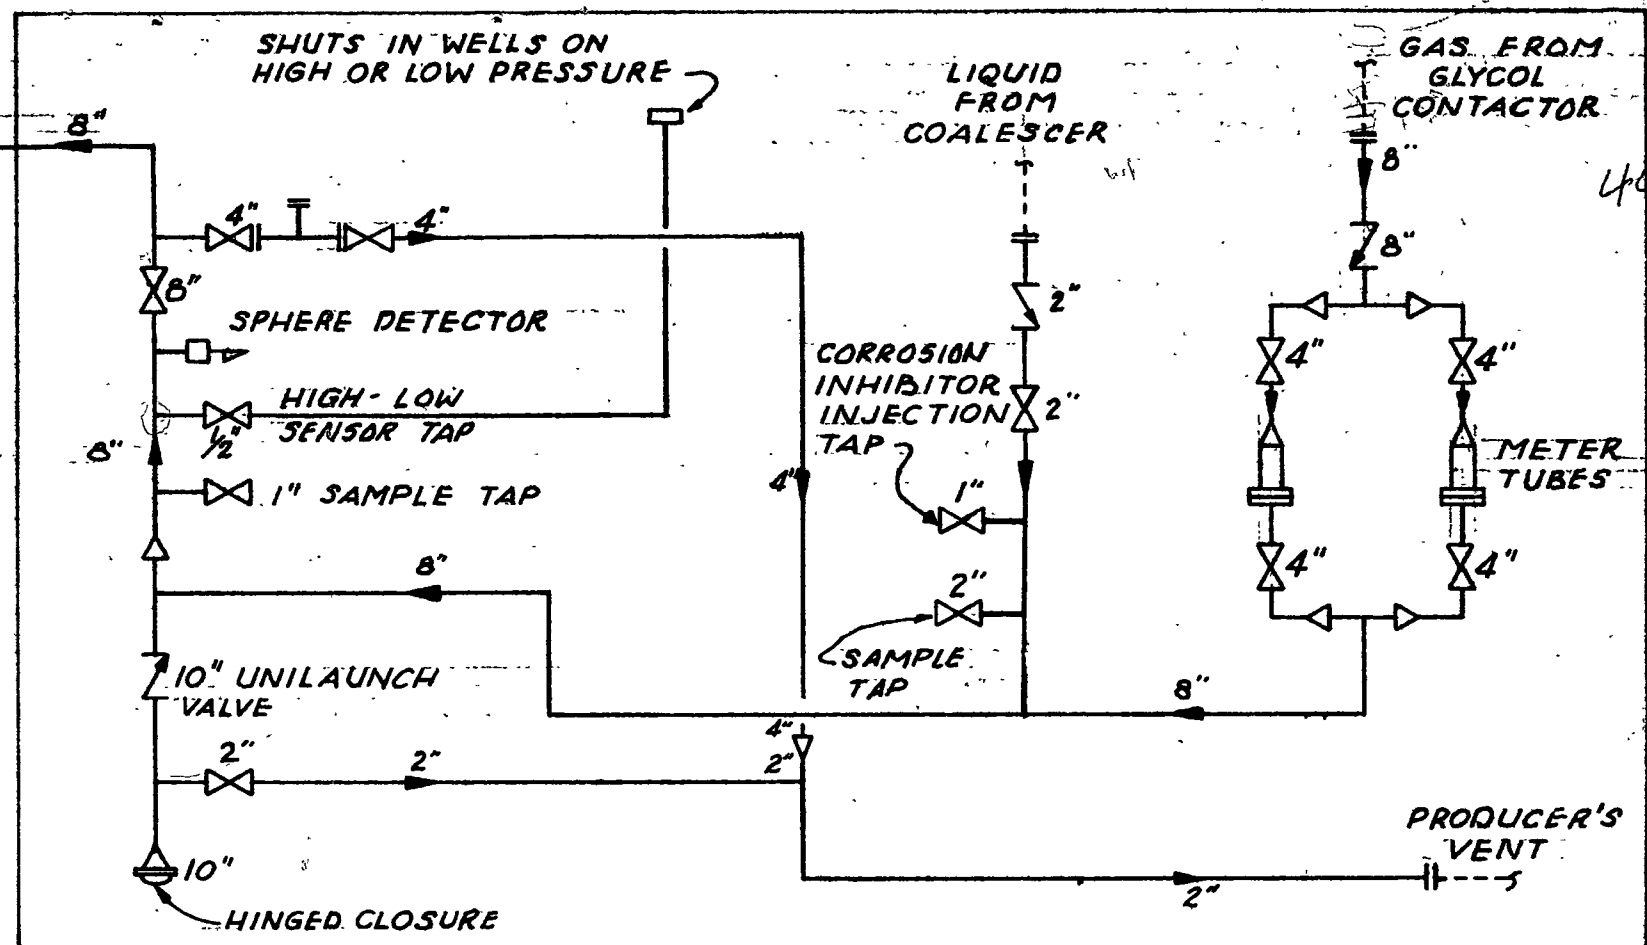 SHUTS IN WELLS ON
HIGH OR LOW PRESSURE
LIQUID
FROM
COALESCER
GAS FROM
GLYCOL
CONTACTOR
8"
8"
4"
4"
8"
8"
2"
SPHERE DETECTOR
CORROSION
INHIBITOR
INJECTION
TAP
2"
4"
4"
HIGH-LOW
SENSOR TAP
1/2"
8"
1" SAMPLE TAP
4"
1"
METER
TUBES
8"
2"
4"
4"
SAMPLE
TAP
10" UNILAUNCH
VALVE
8"
4"
2"
2"
2"
PRODUCER'S
VENT
10"
2"
HINGED CLOSURE